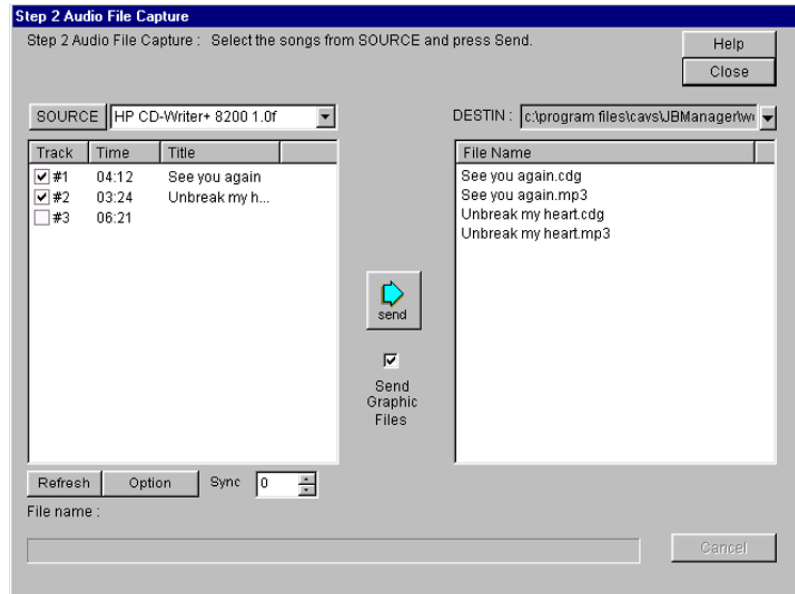 Step 2 Audio File Capture
Step 2 Audio File Capture : Select the songs from SOURCE and press Send.
Help
Close
SOURCE HP CD-Writer+ 8200 1.0f
DESTIN : c:\program files\cavs\JBManager\w
Track Time Title
#1 04:12 See you again
#2 03:24 Unbreak my h...
#3 06:21
File Name
See you again.cdg
See you again.mp3
Unbreak my heart.cdg
Unbreak my heart.mp3
send
Send
Graphic
Files
Refresh Option Sync 0
File name :
Cancel